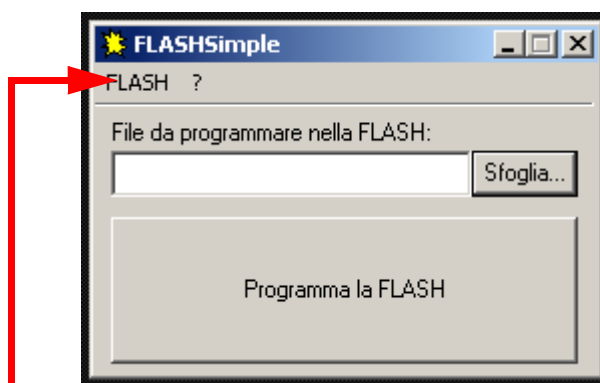 FLASHSimple
FLASH ?
File da programmare nella FLASH:
Sfoglia...
Programma la FLASH